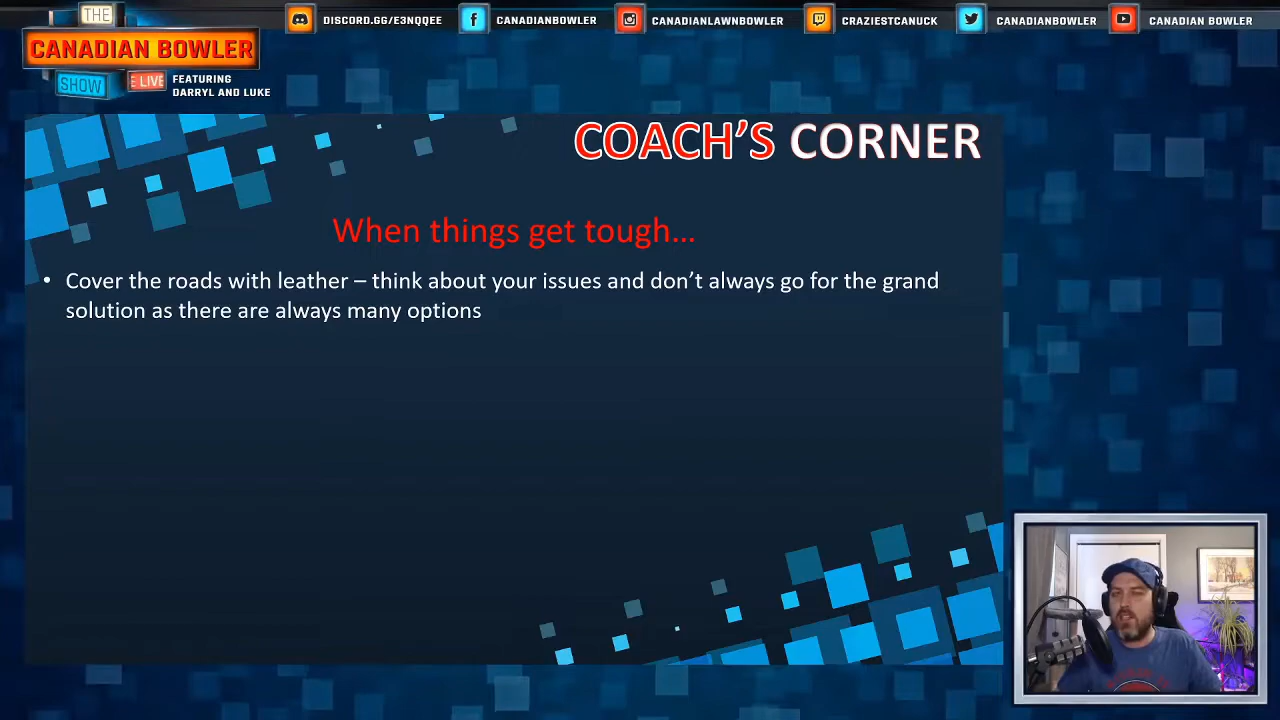 THE
CANADIAN BOWLER
SHOW
E LIVE
FEATURING
DARRYL AND LUKE
DISCORD.GG/E3NQQEE
CANADIANBOWLER
CANADIANLAWNBOWLER
CRAZIESTCANUCK
CANADIANBOWLER
CANADIAN BOWLER
COACH'S CORNER
When things get tough...
• Cover the roads with leather – think about your issues and don't always go for the grand
solution as there are always many options